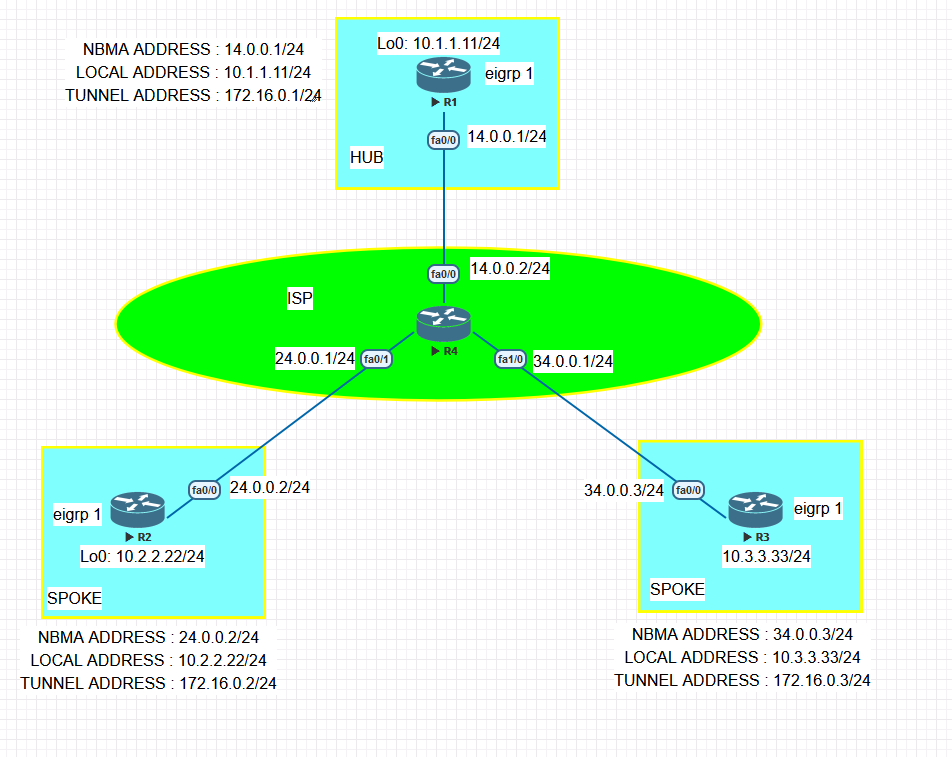 NBMA ADDRESS : 14.0.0.1/24
LOCAL ADDRESS : 10.1.1.11/24
TUNNEL ADDRESS : 172.16.0.1/24
Lo0: 10.1.1.11/24
eigrp 1
R1
fa0/0
14.0.0.1/24
HUB
fa0/0
14.0.0.2/24
ISP
R4
24.0.0.1/24
fa0/1
fa1/0
34.0.0.1/24
fa0/0
24.0.0.2/24
eigrp 1
R2
Lo0: 10.2.2.22/24
SPOKE
NBMA ADDRESS : 24.0.0.2/24
LOCAL ADDRESS : 10.2.2.22/24
TUNNEL ADDRESS : 172.16.0.2/24
34.0.0.3/24
fa0/0
eigrp 1
R3
10.3.3.33/24
SPOKE
NBMA ADDRESS : 34.0.0.3/24
LOCAL ADDRESS : 10.3.3.33/24
TUNNEL ADDRESS : 172.16.0.3/24